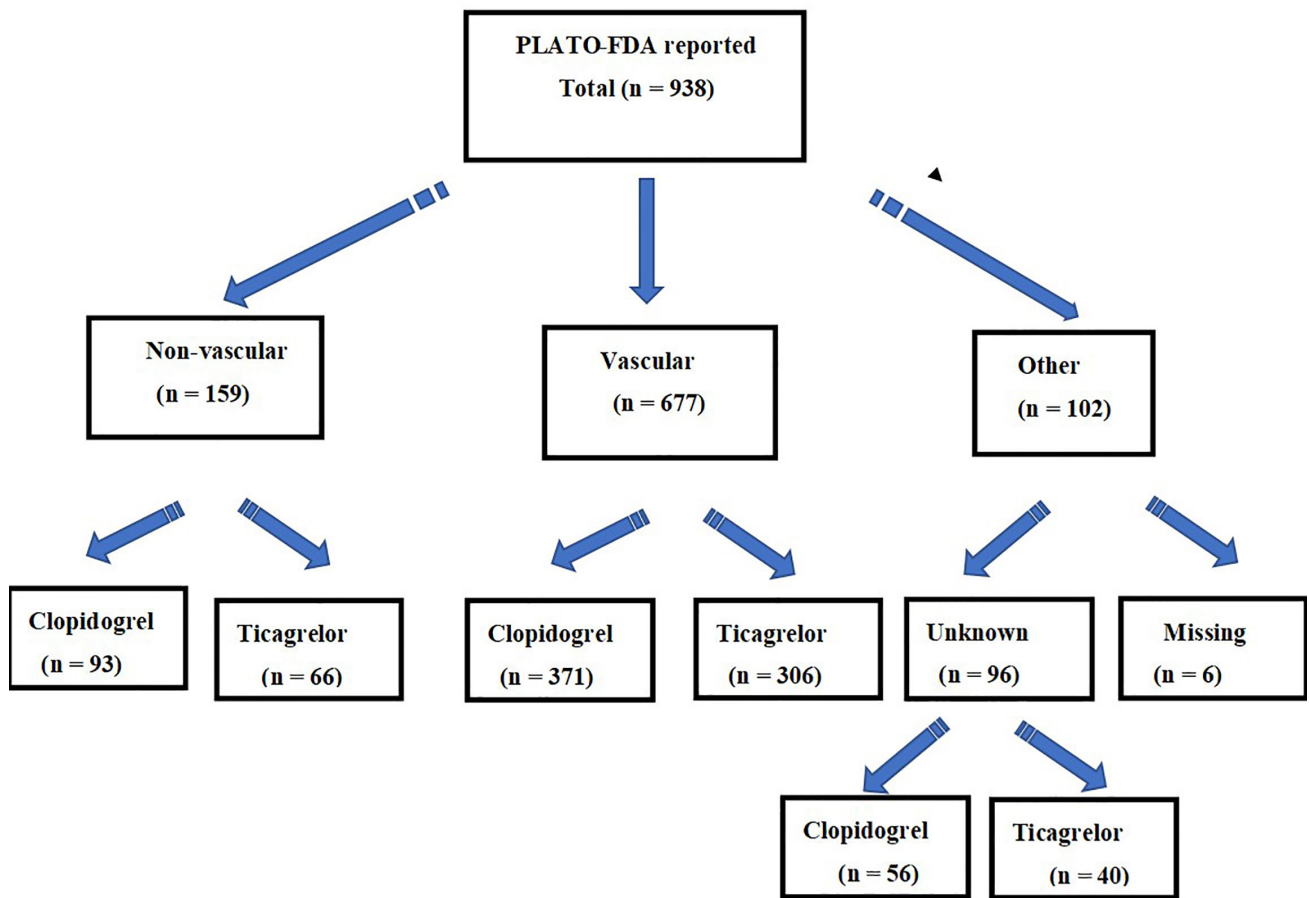 PLATO-FDA reported
Total (n = 938)
Non-vascular
(n = 159)
Vascular
(n = 677)
Other
(n = 102)
Clopidogrel
(n = 93)
Ticagrelor
(n = 66)
Clopidogrel
(n = 371)
Ticagrelor
(n = 306)
Unknown
(n = 96)
Missing
(n = 6)
Clopidogrel
(n = 56)
Ticagrelor
(n = 40)